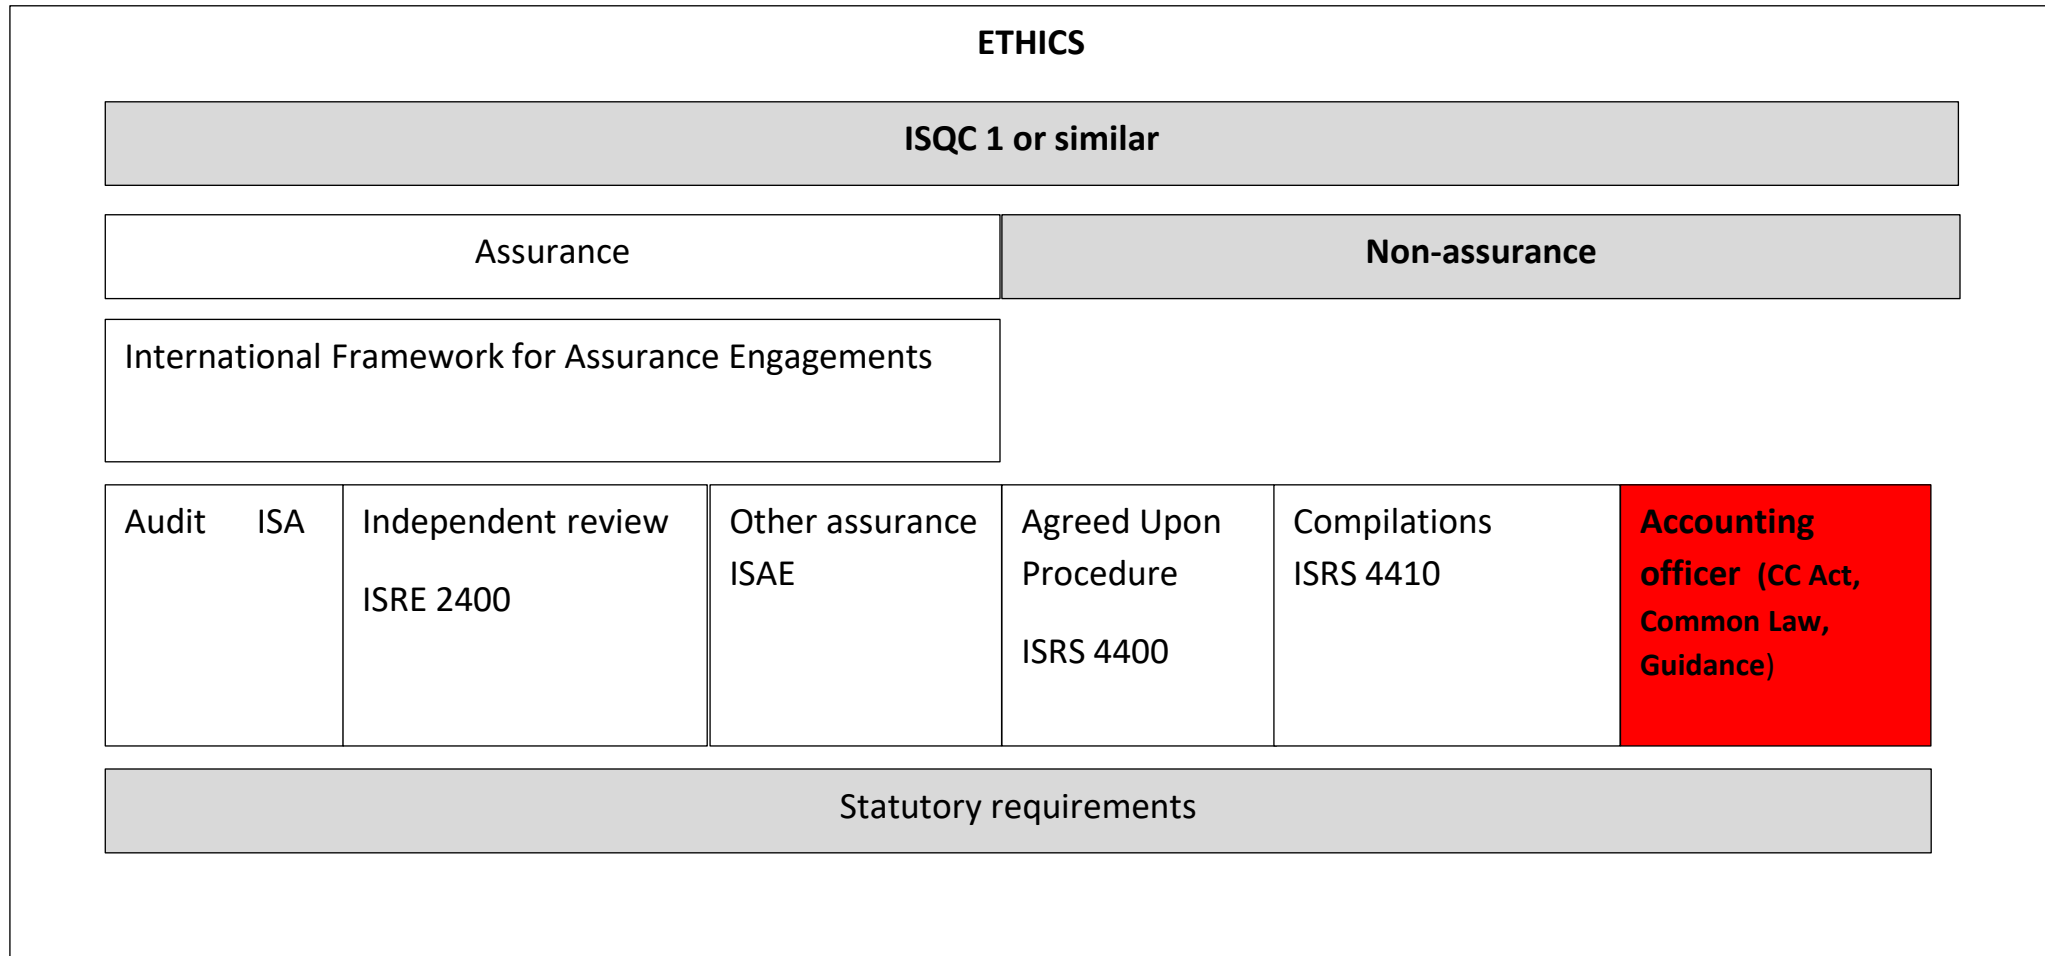 ETHICS
ISQC 1 or similar
Assurance
Non-assurance
International Framework for Assurance Engagements
Audit ISA
Independent review
ISRE 2400
Other assurance
ISAE
Agreed Upon
Procedure
ISRS 4400
Compilations
ISRS 4410
Accounting
officer (CC Act,
Common Law,
Guidance)
Statutory requirements